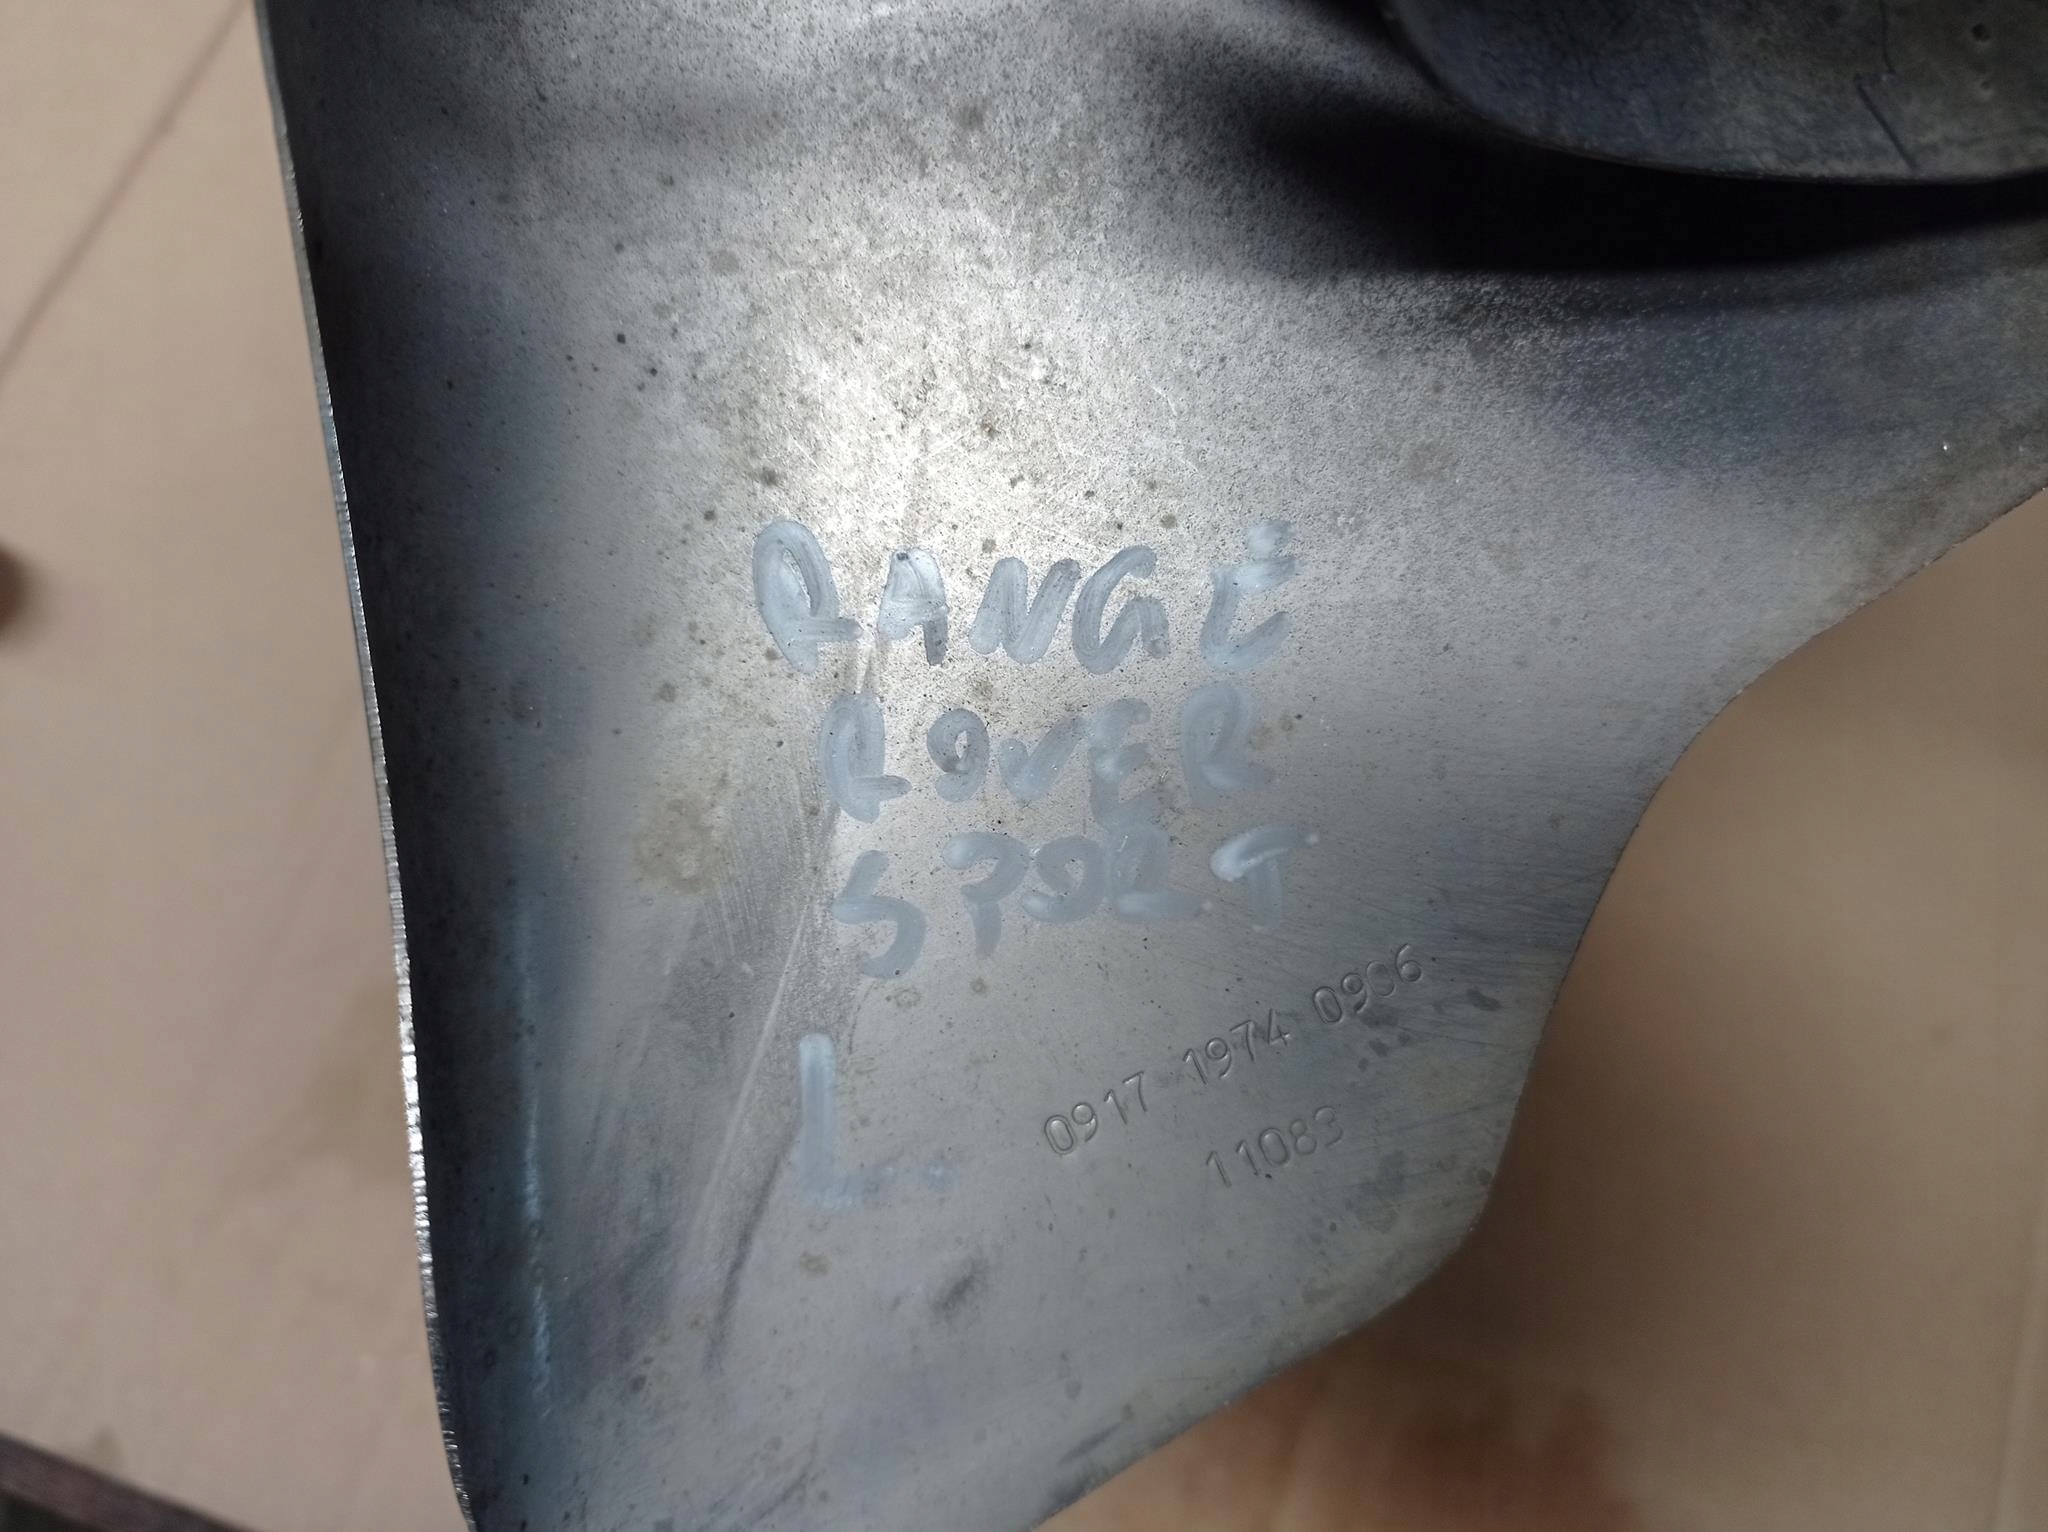 RANGE
ROVER
SPORT
L.
0917 1974 0906
11083